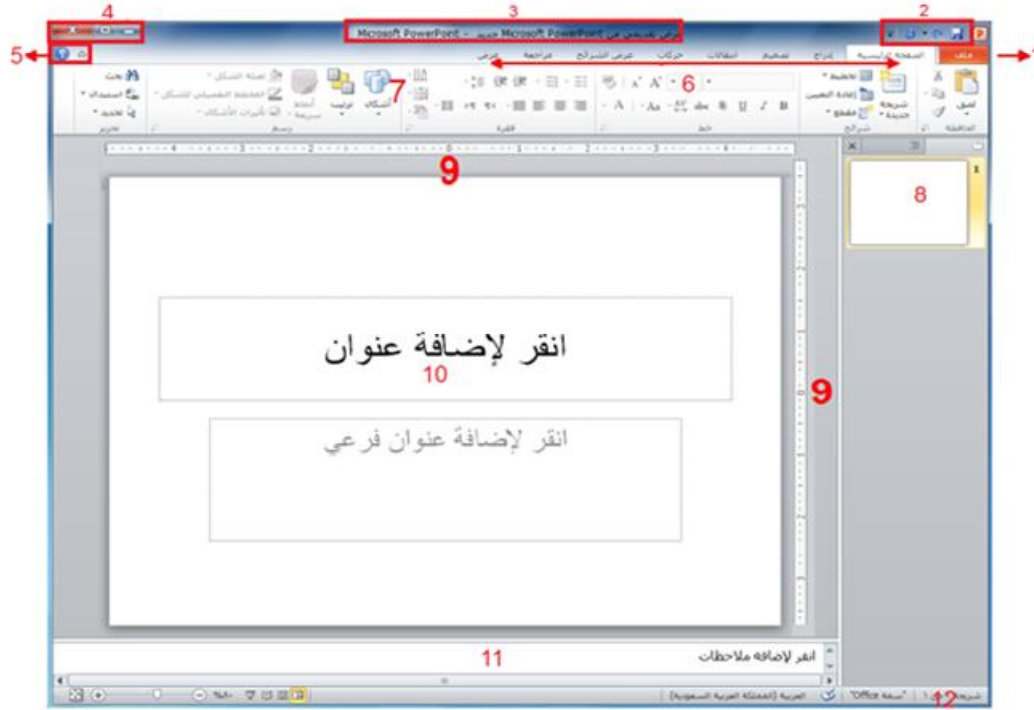 3
2
4
عرض تقديمي من Microsoft PowerPoint جديد - Microsoft PowerPoint
5
ملف الصفحة الرئيسية إدراج تصميم انتقالات حركات عرض الشرائح مراجعة عرض
6
7
لصق
شريحة جديدة
تخطيط
إعادة التعيين
مقطع
أشكال
ترتيب
أنماط سريعة
تعبئة الشكل
المخطط التفصيلي للشكل
تأثيرات الأشكال
بحث
استبدال
تحديد
الحافظة شرائح خط فقرة رسم تحرير
9
1
8
انقر لإضافة عنوان
10
9
انقر لإضافة عنوان فرعي
انقر لإضافة ملاحظات
11
12
"سمة Office" العربية (المملكة العربية السعودية) ٨٠%